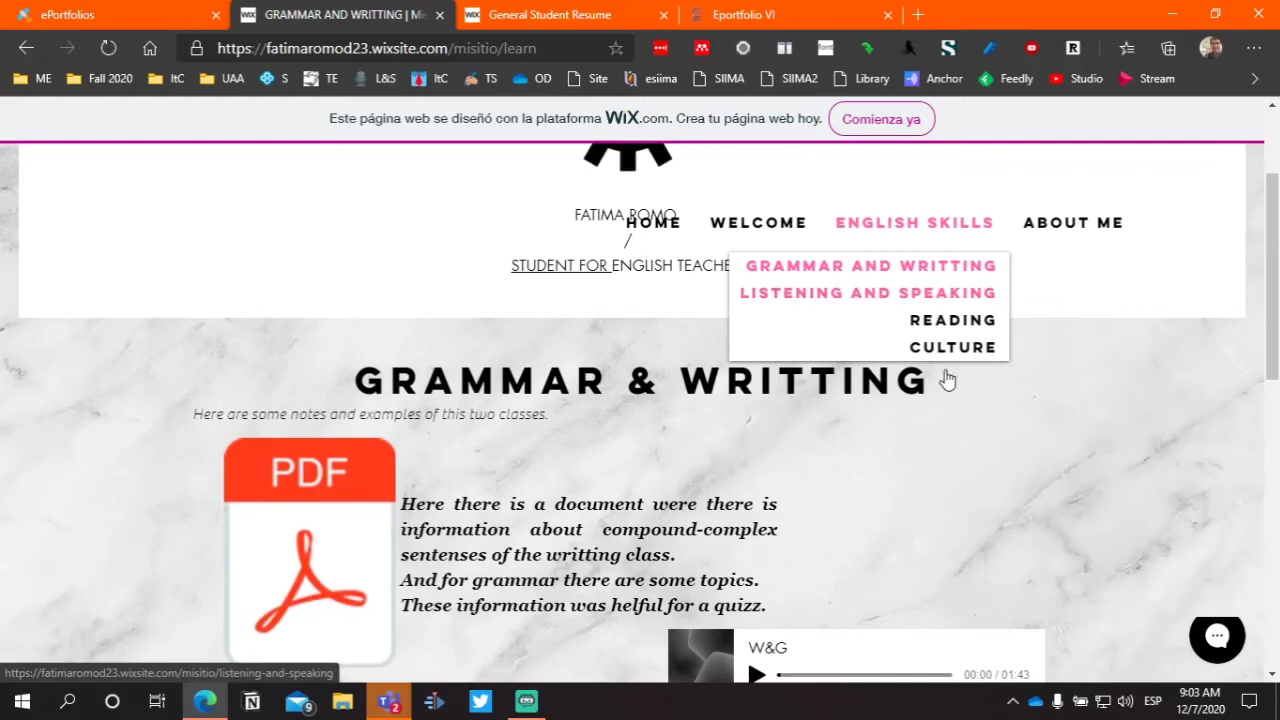 ePortfolios
GRAMMAR AND WRITTING | Mi
General Student Resume
Eportfolio VI
https://fatimaromod23.wixsite.com/misitio/learn
ME
Fall 2020
ItC
UAA
S
TE
L&S
ItC
TS
OD
Site
esiima
SIIMA
SIIMA2
Library
Anchor
Feedly
Studio
Stream
Este página web se diseñó con la plataforma WiX.com. Crea tu página web hoy.
Comienza ya
FATIMA ROMO
/
STUDENT FOR ENGLISH TEACHE
HOME
WELCOME
ENGLISH SKILLS
ABOUT ME
GRAMMAR AND WRITTING
LISTENING AND SPEAKING
READING
CULTURE
GRAMMAR & WRITTING
Here are some notes and examples of this two classes.
PDF
Here there is a document were there is
information about compound-complex
sentenses of the writting class.
And for grammar there are some topics.
These information was helful for a quizz.
W&G
00:00 / 01:43
https://fatimaromod23.wixsite.com/misitio/listening-and-speaking
ESP
9:03 AM
12/7/2020